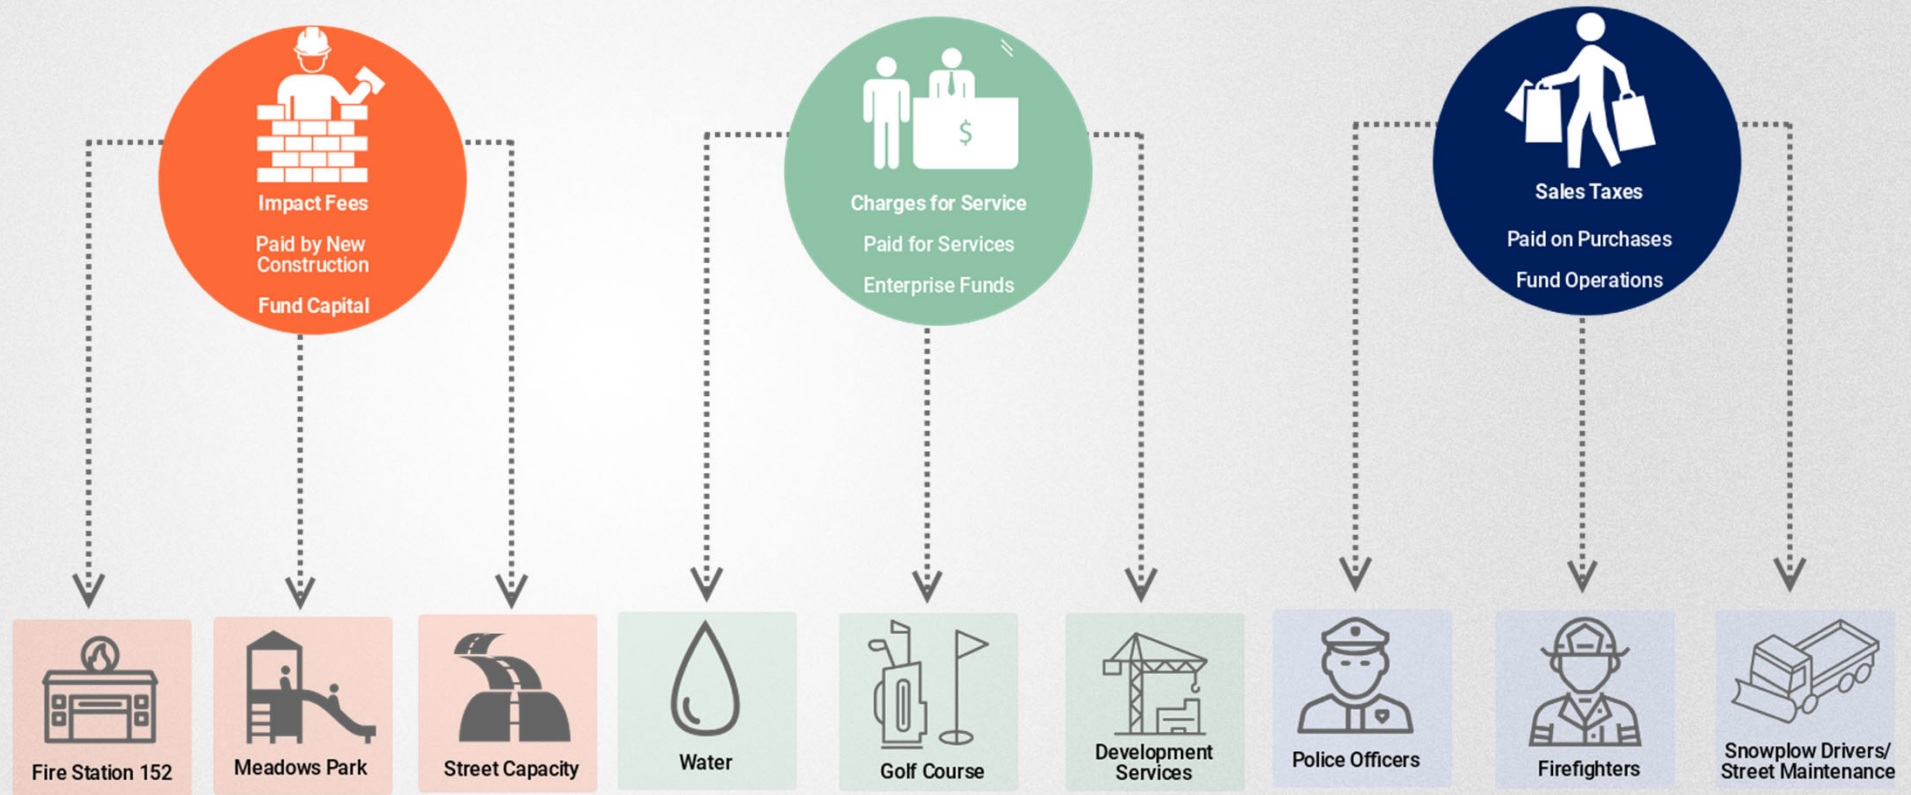 Impact Fees
Paid by New
Construction
Fund Capital
$
Charges for Service
Paid for Services
Enterprise Funds
Sales Taxes
Paid on Purchases
Fund Operations
Fire Station 152
Meadows Park
Street Capacity
Water
Golf Course
Development
Services
Police Officers
Firefighters
Snowplow Drivers/
Street Maintenance